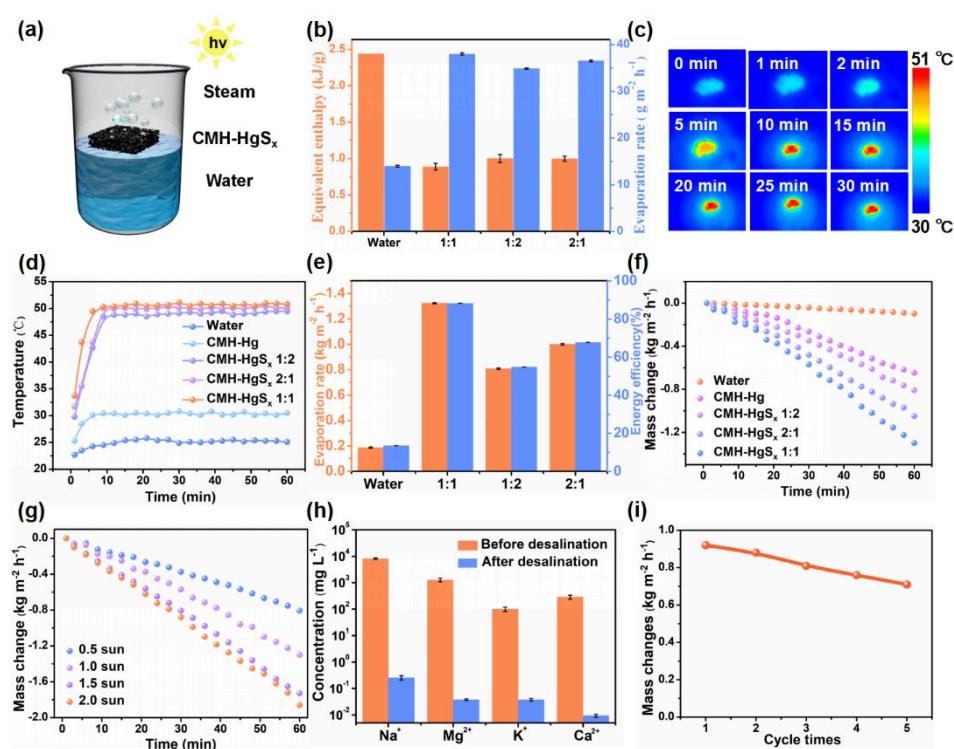 (a)
hν
Steam
CMH-HgSₓ
Water
(b)
Equivalent enthalpy (kJ/g)
2.5
2.0
1.5
1.0
0.5
0.0
Water
1:1
1:2
2:1
40
30
20
10
0
Evaporation rate ( g m⁻² h⁻¹)
(c)
0 min
1 min
2 min
5 min
10 min
15 min
20 min
25 min
30 min
51 °C
30 °C
(d)
Temperature (℃)
55
50
45
40
35
30
25
20
Water
CMH-Hg
CMH-HgSₓ 1:2
CMH-HgSₓ 2:1
CMH-HgSₓ 1:1
0 10 20 30 40 50 60
Time (min)
(e)
Evaporation rate (kg m⁻² h⁻¹)
1.4
1.2
1.0
0.8
0.6
0.4
0.2
0.0
Water
1:1
1:2
2:1
100
80
60
40
20
0
Energy efficiency(%)
(f)
Mass change (kg m⁻² h⁻¹)
0.0
-0.4
-0.8
-1.2
Water
CMH-Hg
CMH-HgSₓ 1:2
CMH-HgSₓ 2:1
CMH-HgSₓ 1:1
0 10 20 30 40 50 60
Time (min)
(g)
Mass change (kg m⁻² h⁻¹)
0.0
-0.4
-0.8
-1.2
-1.6
-2.0
0.5 sun
1.0 sun
1.5 sun
2.0 sun
0 10 20 30 40 50 60
Time (min)
(h)
Concentration (mg L⁻¹)
10⁵
10⁴
10³
10²
10¹
10⁰
10⁻¹
10⁻²
Before desalination
After desalination
Na⁺
Mg²⁺
K⁺
Ca²⁺
(i)
Mass changes (kg m⁻² h⁻¹)
1.0
0.8
0.6
0.4
0.2
0.0
1 2 3 4 5
Cycle times